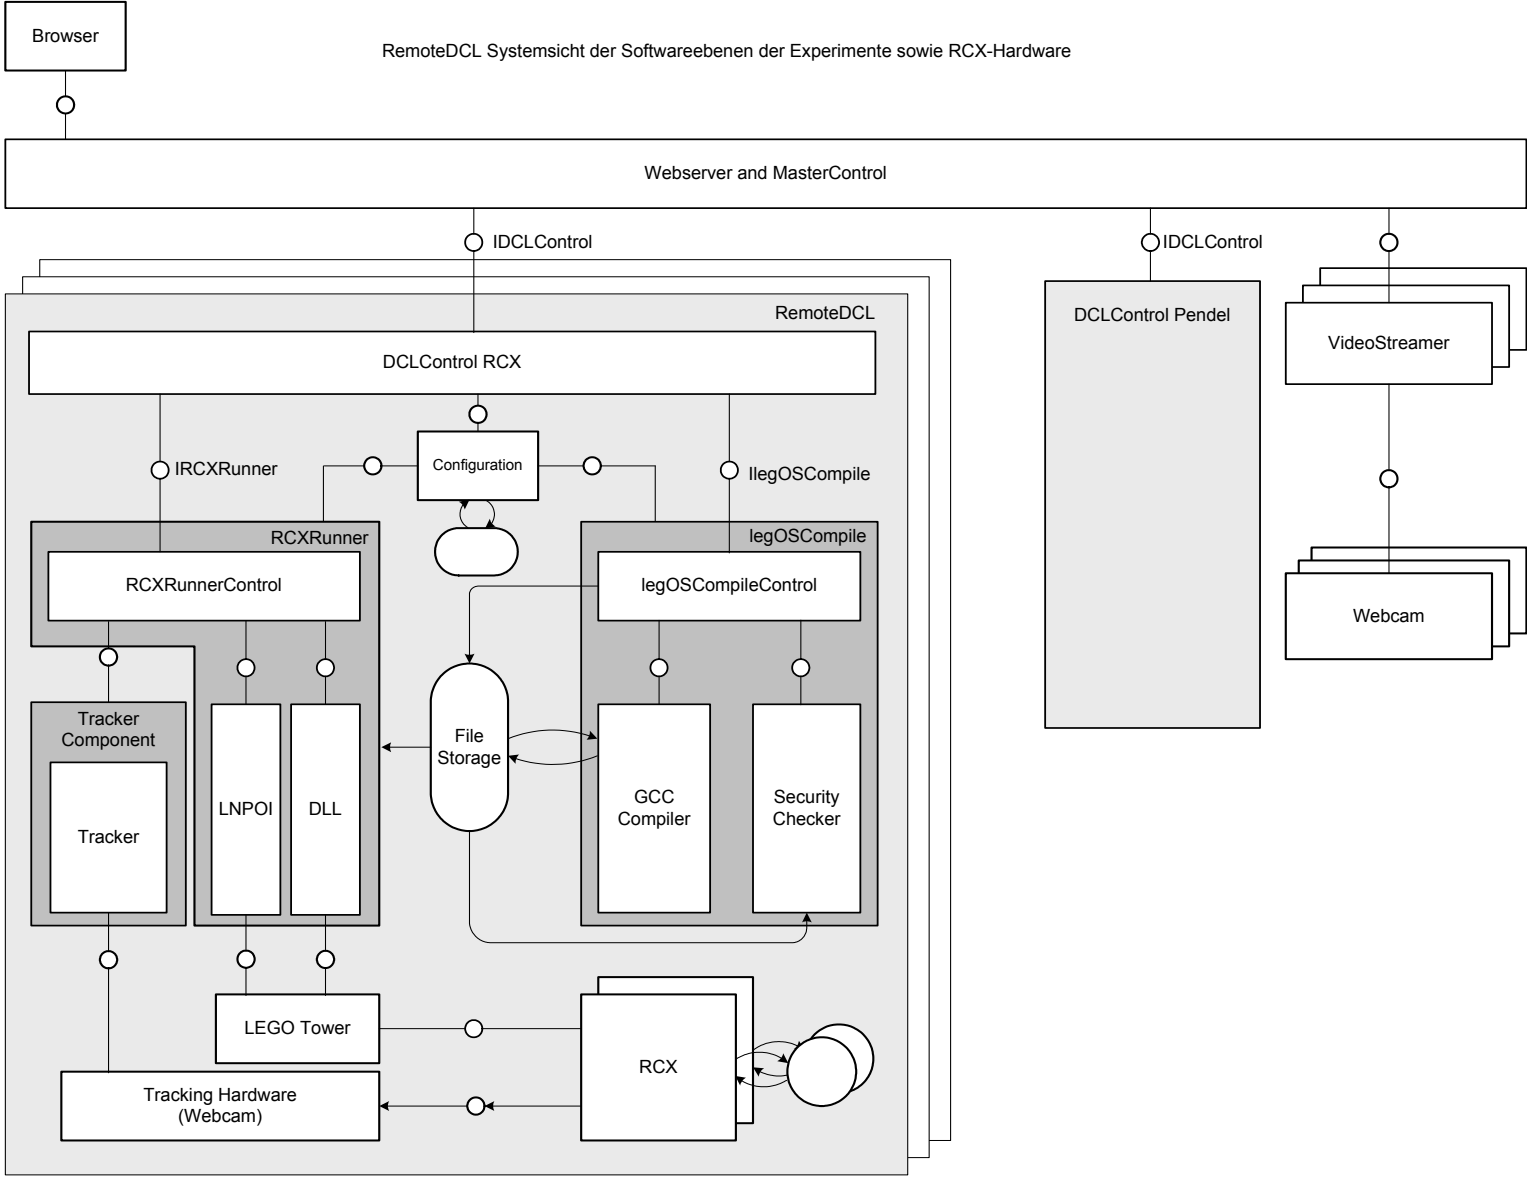 Browser
RemoteDCL Systemsicht der Softwareebenen der Experimente sowie RCX-Hardware
Webserver and MasterControl
IDCLControl
IDCLControl
RemoteDCL
DCLControl Pendel
VideoStreamer
DCLControl RCX
IRCXRunner
Configuration
IlegOSCompile
RCXRunner
legOSCompile
RCXRunnerControl
legOSCompileControl
Webcam
Tracker
Component
File
Storage
LNPOI
DLL
GCC
Compiler
Security
Checker
Tracker
LEGO Tower
RCX
Tracking Hardware
(Webcam)